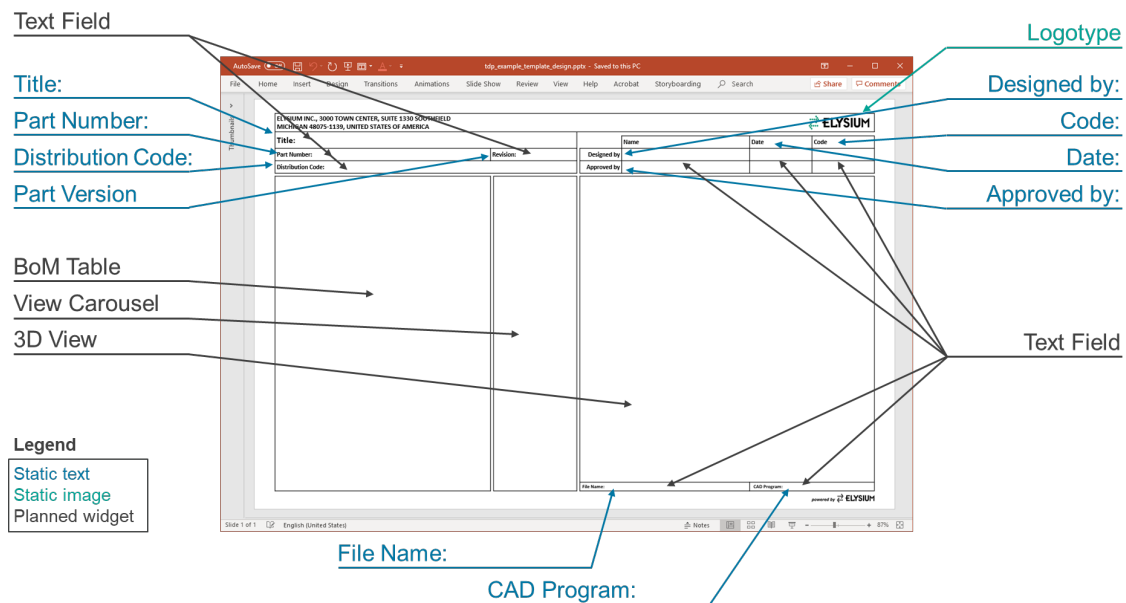 Text Field
Logotype
AutoSave
tdp_example_template_design.pptx - Saved to this PC
File Home Insert Design Transitions Animations Slide Show Review View Help Acrobat Storyboarding Search Share Comments
Title:
Designed by:
Thumbnails
ELYSIUM INC., 3000 TOWN CENTER, SUITE 1330 SOUTHFIELD
MICHIGAN 48075-1139, UNITED STATES OF AMERICA
ELYSIUM
Part Number:
Code:
Title:
Name Date Code
Part Number: Revision: Designed by
Distribution Code:
Date:
Distribution Code: Approved by
Part Version
Approved by:
BoM Table
View Carousel
3D View
Text Field
Legend
Static text
Static image
Planned widget
File Name: CAD Program:
powered by ELYSIUM
Slide 1 of 1 English (United States) Notes 87%
File Name:
CAD Program: